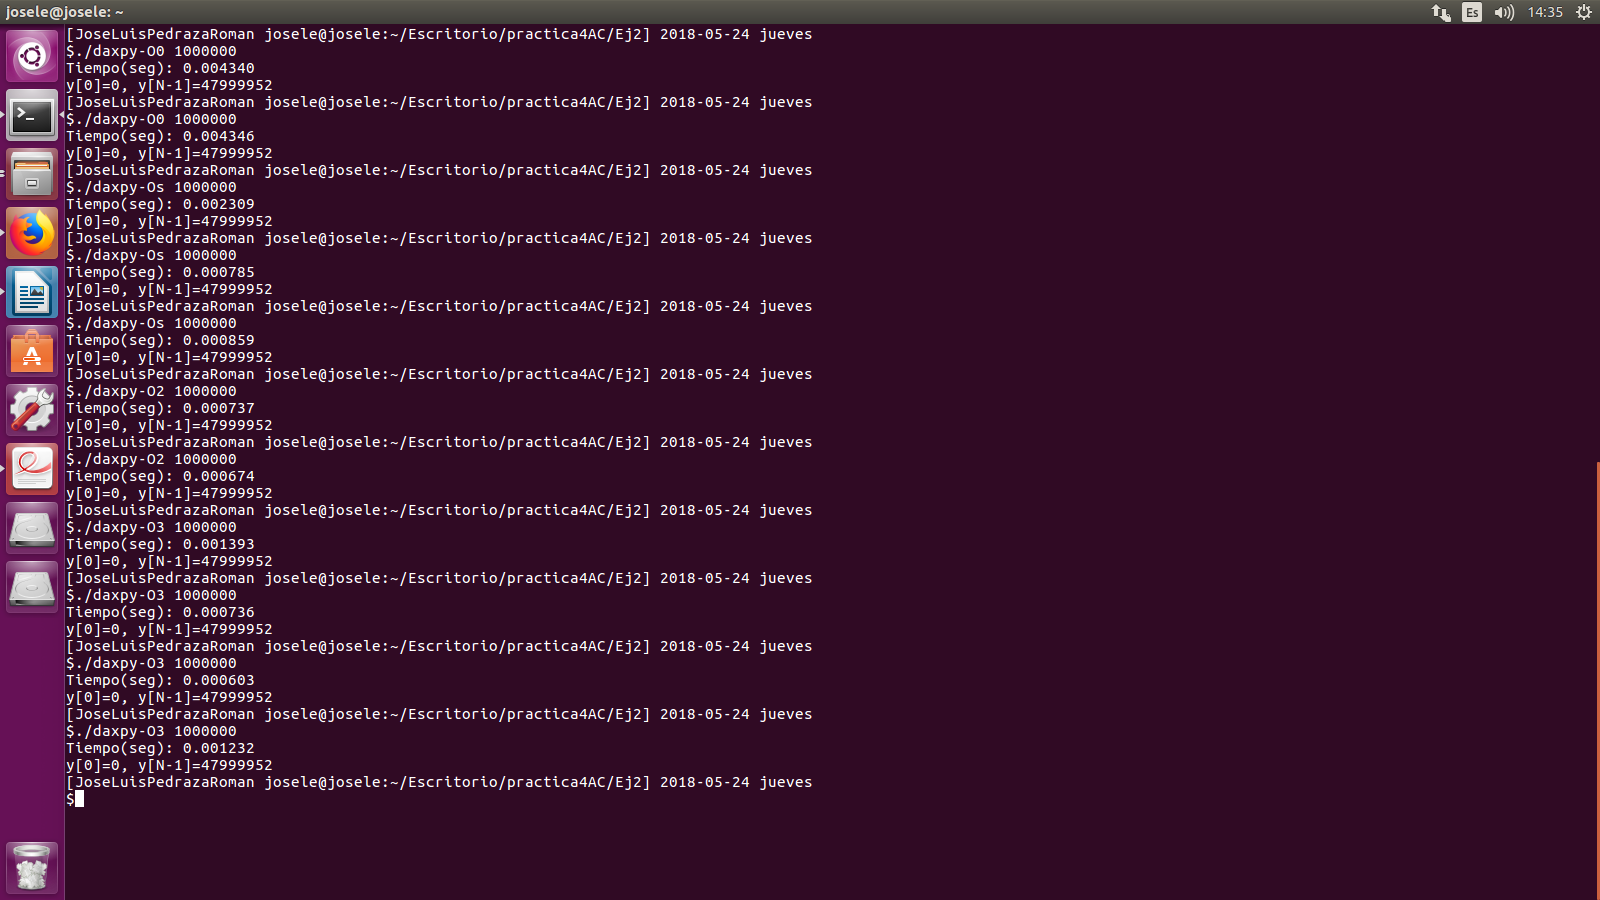 josele@josele: ~
Es
14:35
[JoseLuisPedrazaRoman josele@josele:~/Escritorio/practica4AC/Ej2] 2018-05-24 jueves
$./daxpy-O0 1000000
Tiempo(seg): 0.004340
y[0]=0, y[N-1]=47999952
[JoseLuisPedrazaRoman josele@josele:~/Escritorio/practica4AC/Ej2] 2018-05-24 jueves
$./daxpy-O0 1000000
Tiempo(seg): 0.004346
y[0]=0, y[N-1]=47999952
[JoseLuisPedrazaRoman josele@josele:~/Escritorio/practica4AC/Ej2] 2018-05-24 jueves
$./daxpy-Os 1000000
Tiempo(seg): 0.002309
y[0]=0, y[N-1]=47999952
[JoseLuisPedrazaRoman josele@josele:~/Escritorio/practica4AC/Ej2] 2018-05-24 jueves
$./daxpy-Os 1000000
Tiempo(seg): 0.000785
y[0]=0, y[N-1]=47999952
[JoseLuisPedrazaRoman josele@josele:~/Escritorio/practica4AC/Ej2] 2018-05-24 jueves
$./daxpy-Os 1000000
Tiempo(seg): 0.000859
y[0]=0, y[N-1]=47999952
[JoseLuisPedrazaRoman josele@josele:~/Escritorio/practica4AC/Ej2] 2018-05-24 jueves
$./daxpy-O2 1000000
Tiempo(seg): 0.000737
y[0]=0, y[N-1]=47999952
[JoseLuisPedrazaRoman josele@josele:~/Escritorio/practica4AC/Ej2] 2018-05-24 jueves
$./daxpy-O2 1000000
Tiempo(seg): 0.000674
y[0]=0, y[N-1]=47999952
[JoseLuisPedrazaRoman josele@josele:~/Escritorio/practica4AC/Ej2] 2018-05-24 jueves
$./daxpy-O3 1000000
Tiempo(seg): 0.001393
y[0]=0, y[N-1]=47999952
[JoseLuisPedrazaRoman josele@josele:~/Escritorio/practica4AC/Ej2] 2018-05-24 jueves
$./daxpy-O3 1000000
Tiempo(seg): 0.000736
y[0]=0, y[N-1]=47999952
[JoseLuisPedrazaRoman josele@josele:~/Escritorio/practica4AC/Ej2] 2018-05-24 jueves
$./daxpy-O3 1000000
Tiempo(seg): 0.000603
y[0]=0, y[N-1]=47999952
[JoseLuisPedrazaRoman josele@josele:~/Escritorio/practica4AC/Ej2] 2018-05-24 jueves
$./daxpy-O3 1000000
Tiempo(seg): 0.001232
y[0]=0, y[N-1]=47999952
[JoseLuisPedrazaRoman josele@josele:~/Escritorio/practica4AC/Ej2] 2018-05-24 jueves
$